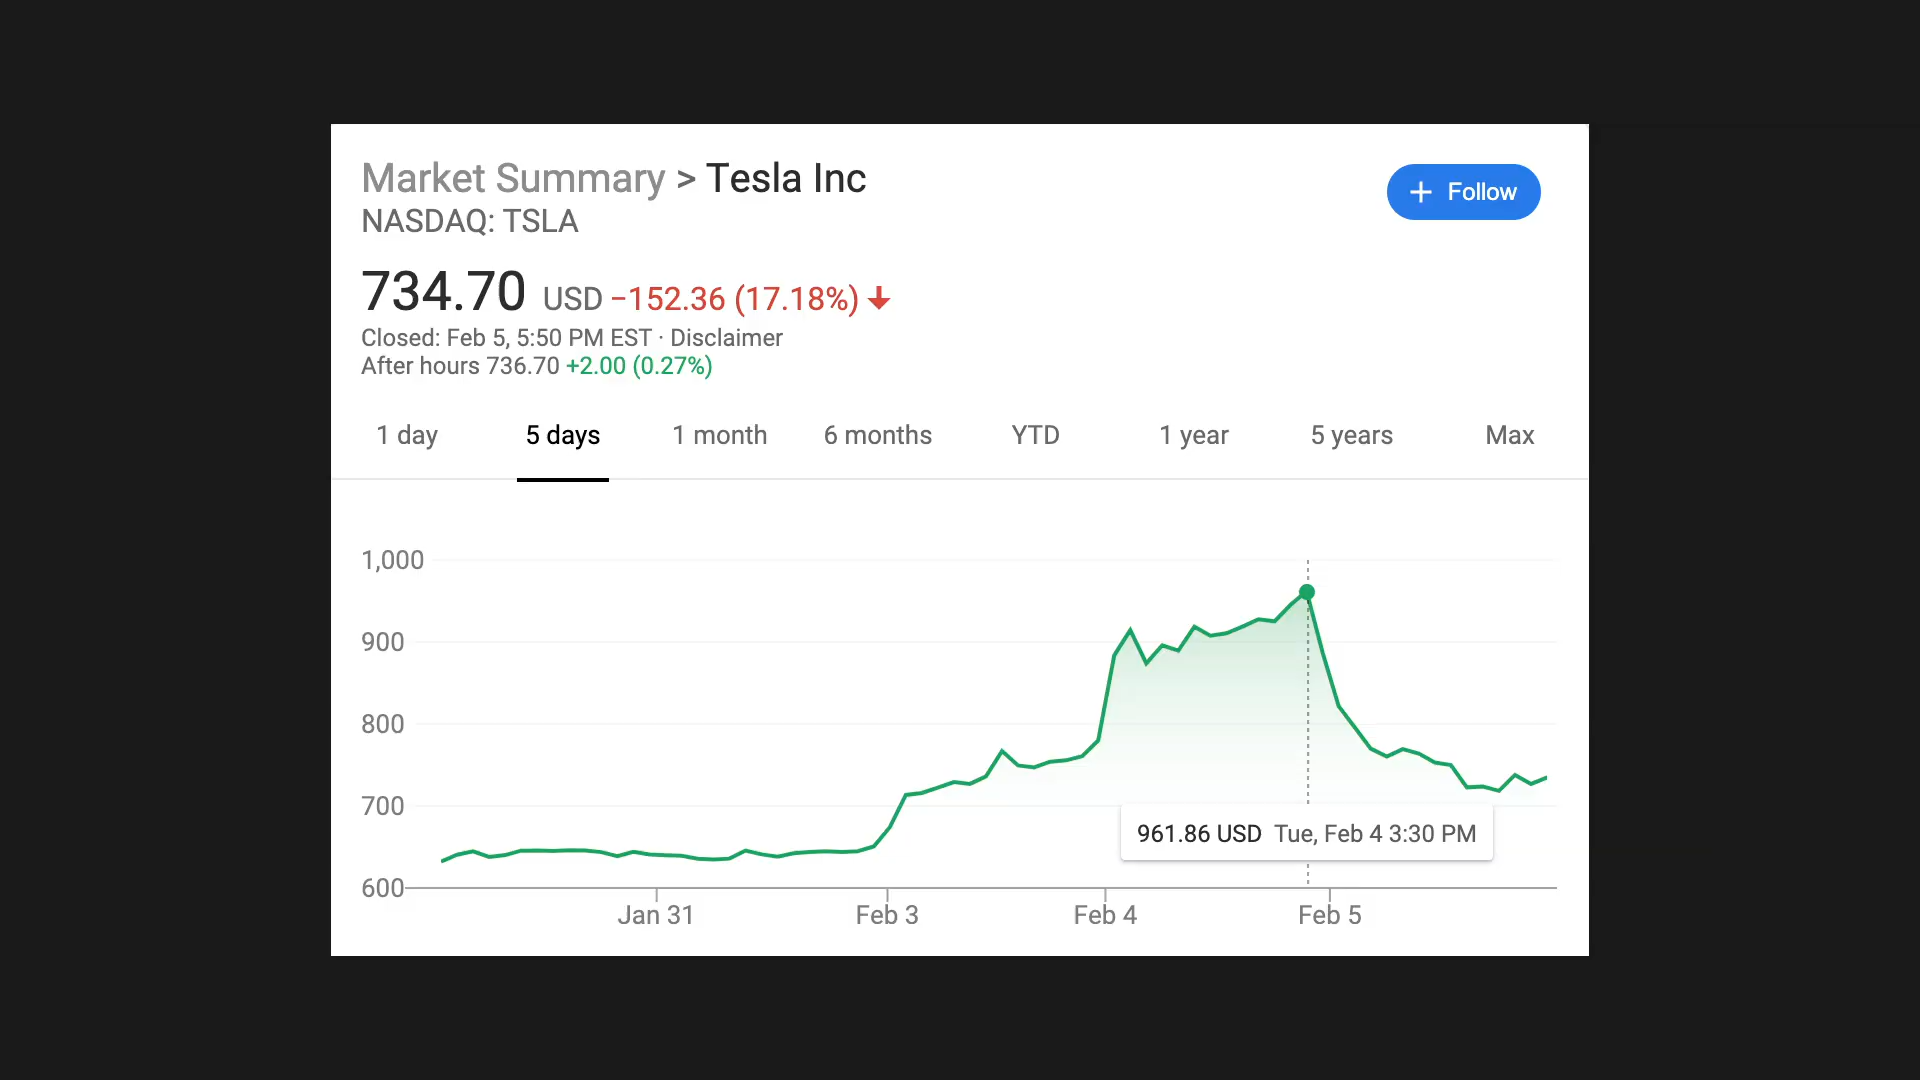 Market Summary > Tesla Inc
NASDAQ: TSLA
+ Follow
734.70 USD −152.36 (17.18%)
Closed: Feb 5, 5:50 PM EST · Disclaimer
After hours 736.70 +2.00 (0.27%)
1 day 5 days 1 month 6 months YTD 1 year 5 years Max
1,000
900
800
700
600
961.86 USD Tue, Feb 4 3:30 PM
Jan 31 Feb 3 Feb 4 Feb 5